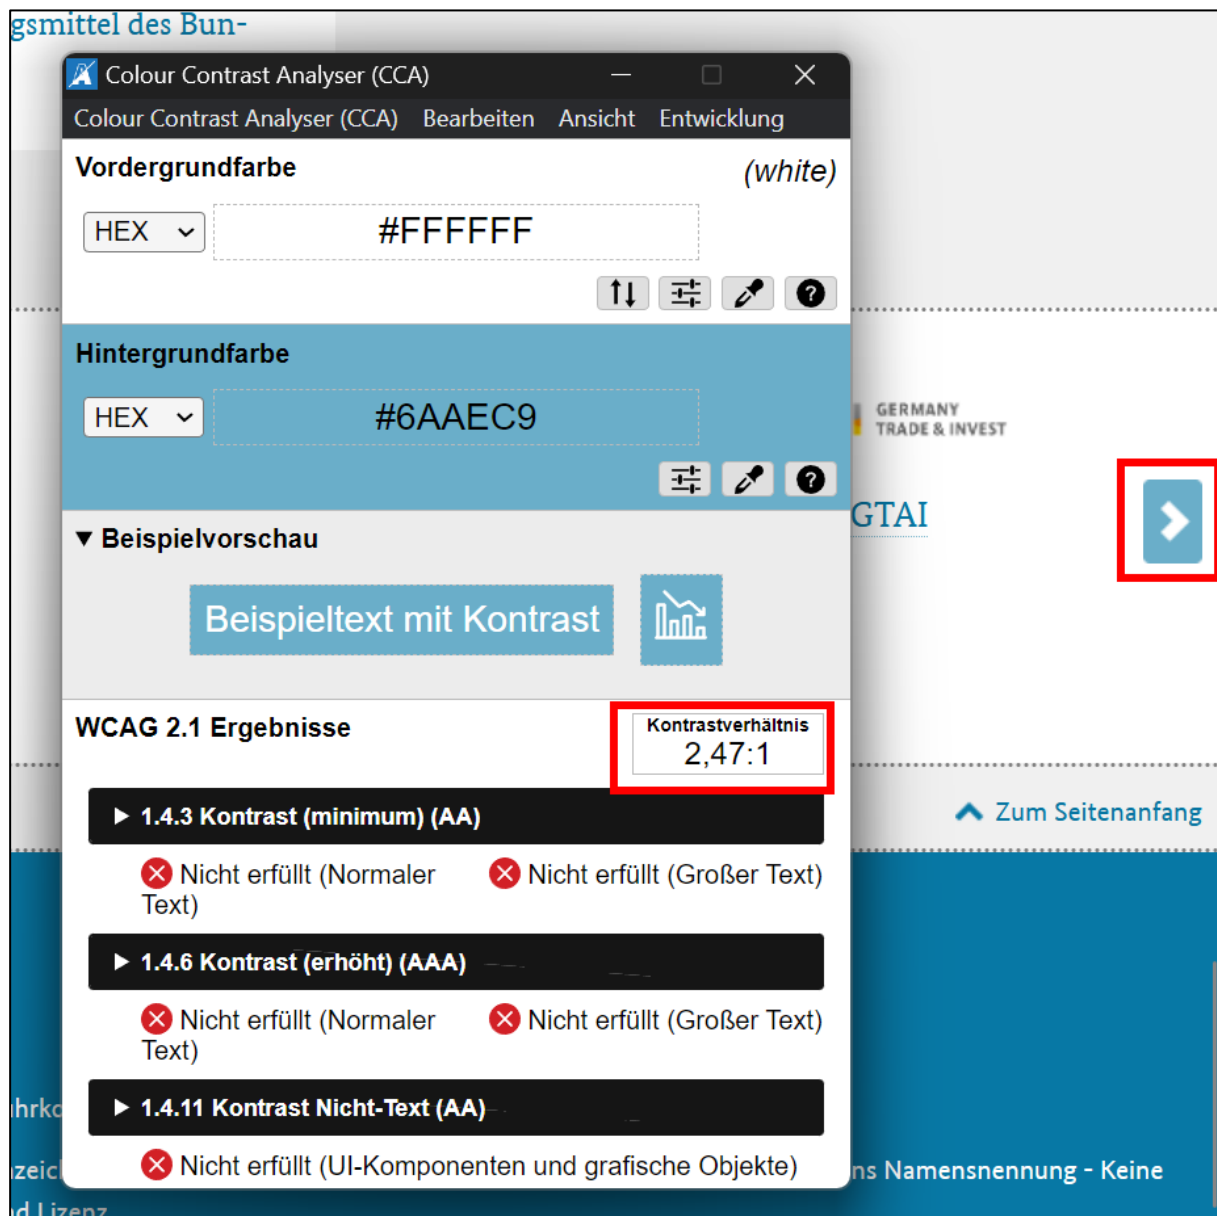 gsmittel des Bun-
Colour Contrast Analyser (CCA)
Colour Contrast Analyser (CCA) Bearbeiten Ansicht Entwicklung
Vordergrundfarbe (white)
HEX #FFFFFF
Hintergrundfarbe
HEX #6AAEC9
GERMANY
TRADE & INVEST
GTAI
▼ Beispielvorschau
Beispieltext mit Kontrast
WCAG 2.1 Ergebnisse
Kontrastverhältnis
2,47:1
▶ 1.4.3 Kontrast (minimum) (AA)
Zum Seitenanfang
Nicht erfüllt (Normaler Nicht erfüllt (Großer Text)
Text)
▶ 1.4.6 Kontrast (erhöht) (AAA)
Nicht erfüllt (Normaler Nicht erfüllt (Großer Text)
Text)
▶ 1.4.11 Kontrast Nicht-Text (AA)
Nicht erfüllt (UI-Komponenten und grafische Objekte)
ns Namensnennung - Keine
d Lizenz